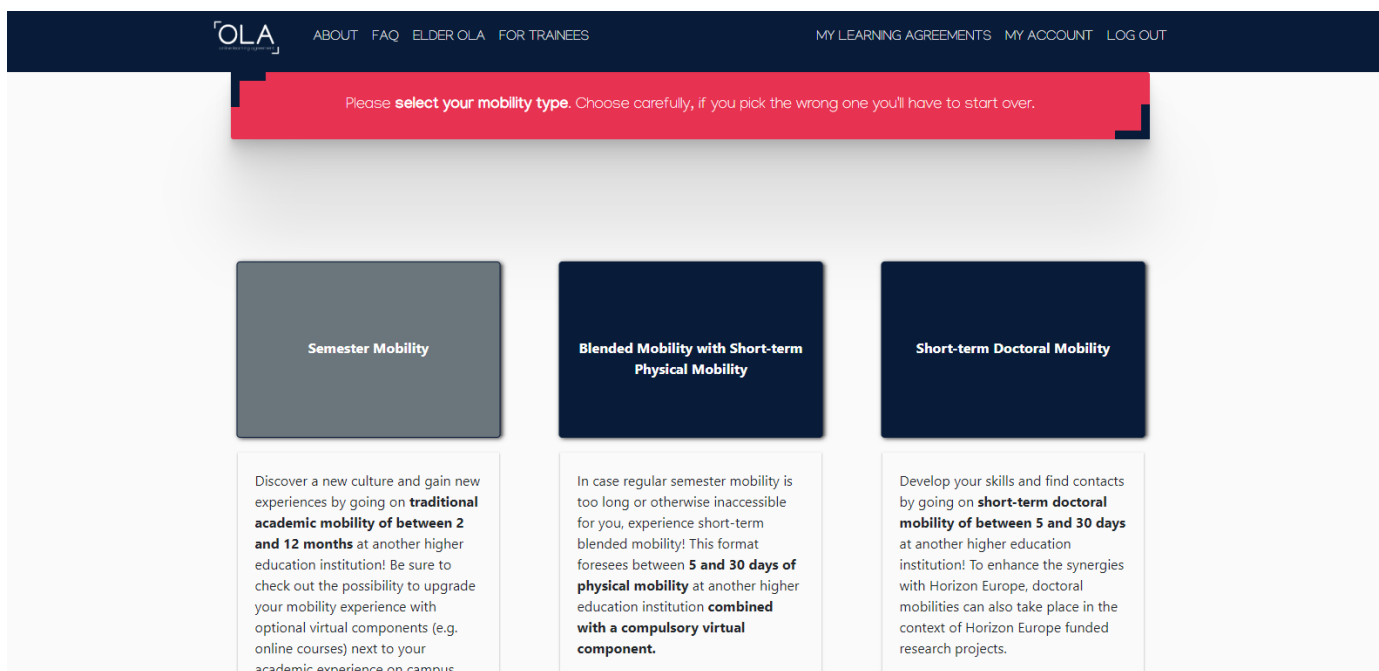 OLA
online learning agreement
ABOUT FAQ ELDER OLA FOR TRAINEES
MY LEARNING AGREEMENTS MY ACCOUNT LOG OUT
Please select your mobility type. Choose carefully, if you pick the wrong one you'll have to start over.
Semester Mobility
Blended Mobility with Short-term
Physical Mobility
Short-term Doctoral Mobility
Discover a new culture and gain new
experiences by going on traditional
academic mobility of between 2
and 12 months at another higher
education institution! Be sure to
check out the possibility to upgrade
your mobility experience with
optional virtual components (e.g.
online courses) next to your
academic experience on campus
In case regular semester mobility is
too long or otherwise inaccessible
for you, experience short-term
blended mobility! This format
foresees between 5 and 30 days of
physical mobility at another higher
education institution combined
with a compulsory virtual
component.
Develop your skills and find contacts
by going on short-term doctoral
mobility of between 5 and 30 days
at another higher education
institution! To enhance the synergies
with Horizon Europe, doctoral
mobilities can also take place in the
context of Horizon Europe funded
research projects.